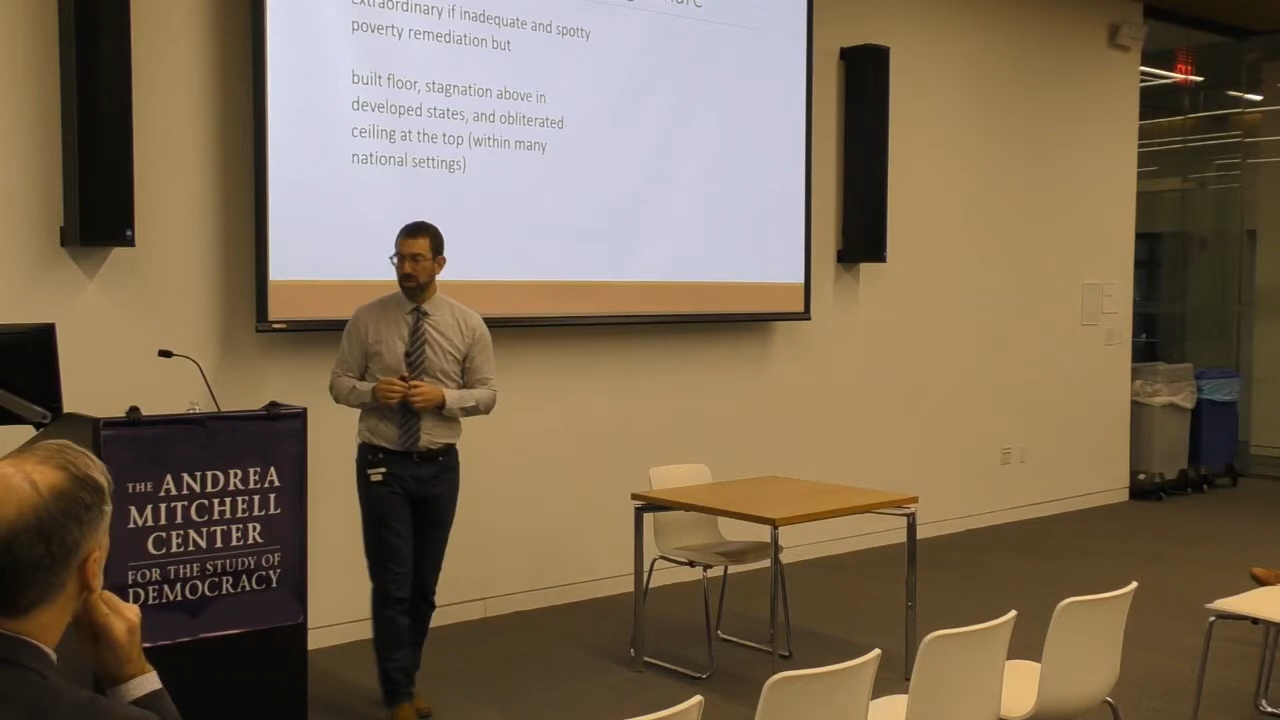 extraordinary if inadequate and spotty
poverty remediation but
built floor, stagnation above in
developed states, and obliterated
ceiling at the top (within many
national settings)
THE ANDREA
MITCHELL
CENTER
FOR THE STUDY OF
DEMOCRACY